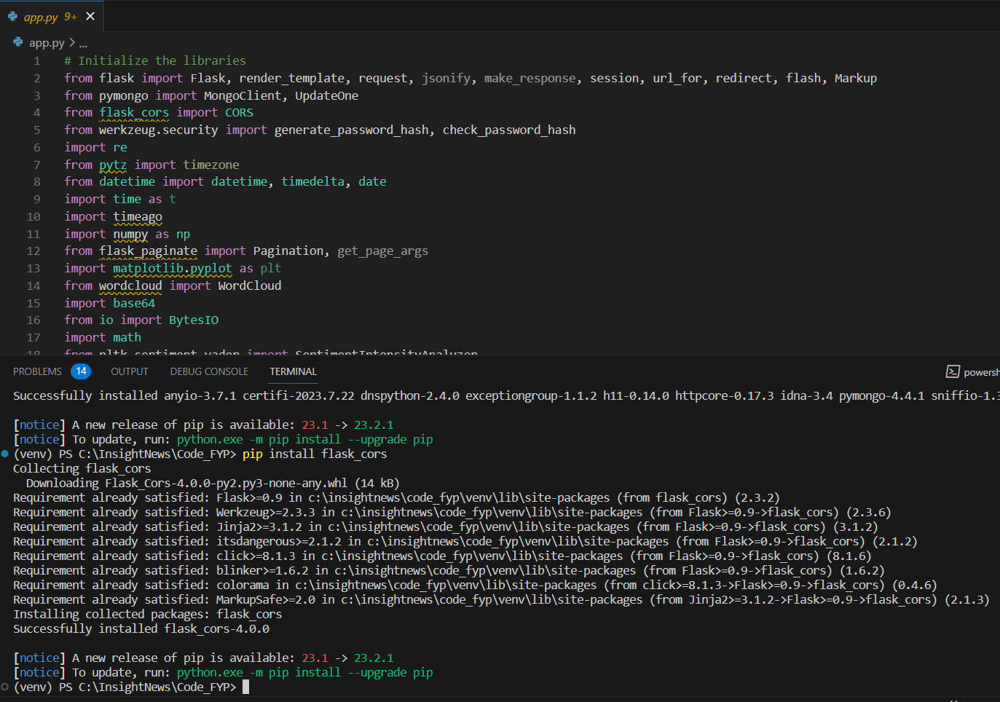 app.py 9+
app.py > ...
1 # Initialize the libraries
2 from flask import Flask, render_template, request, jsonify, make_response, session, url_for, redirect, flash, Markup
3 from pymongo import MongoClient, UpdateOne
4 from flask_cors import CORS
5 from werkzeug.security import generate_password_hash, check_password_hash
6 import re
7 from pytz import timezone
8 from datetime import datetime, timedelta, date
9 import time as t
10 import timeago
11 import numpy as np
12 from flask_paginate import Pagination, get_page_args
13 import matplotlib.pyplot as plt
14 from wordcloud import WordCloud
15 import base64
16 from io import BytesIO
17 import math
18 from nltk.sentiment.vader import SentimentIntensityAnalyzer
PROBLEMS 14 OUTPUT DEBUG CONSOLE TERMINAL powersh
Successfully installed anyio-3.7.1 certifi-2023.7.22 dnspython-2.4.0 exceptiongroup-1.1.2 h11-0.14.0 httpcore-0.17.3 idna-3.4 pymongo-4.4.1 sniffio-1.3
[notice] A new release of pip is available: 23.1 -> 23.2.1
[notice] To update, run: python.exe -m pip install --upgrade pip
(venv) PS C:\InsightNews\Code_FYP> pip install flask_cors
Collecting flask_cors
Downloading Flask_Cors-4.0.0-py2.py3-none-any.whl (14 kB)
Requirement already satisfied: Flask>=0.9 in c:\insightnews\code_fyp\venv\lib\site-packages (from flask_cors) (2.3.2)
Requirement already satisfied: Werkzeug>=2.3.3 in c:\insightnews\code_fyp\venv\lib\site-packages (from Flask>=0.9->flask_cors) (2.3.6)
Requirement already satisfied: Jinja2>=3.1.2 in c:\insightnews\code_fyp\venv\lib\site-packages (from Flask>=0.9->flask_cors) (3.1.2)
Requirement already satisfied: itsdangerous>=2.1.2 in c:\insightnews\code_fyp\venv\lib\site-packages (from Flask>=0.9->flask_cors) (2.1.2)
Requirement already satisfied: click>=8.1.3 in c:\insightnews\code_fyp\venv\lib\site-packages (from Flask>=0.9->flask_cors) (8.1.6)
Requirement already satisfied: blinker>=1.6.2 in c:\insightnews\code_fyp\venv\lib\site-packages (from Flask>=0.9->flask_cors) (1.6.2)
Requirement already satisfied: colorama in c:\insightnews\code_fyp\venv\lib\site-packages (from click>=8.1.3->Flask>=0.9->flask_cors) (0.4.6)
Requirement already satisfied: MarkupSafe>=2.0 in c:\insightnews\code_fyp\venv\lib\site-packages (from Jinja2>=3.1.2->Flask>=0.9->flask_cors) (2.1.3)
Installing collected packages: flask_cors
Successfully installed flask_cors-4.0.0
[notice] A new release of pip is available: 23.1 -> 23.2.1
[notice] To update, run: python.exe -m pip install --upgrade pip
(venv) PS C:\InsightNews\Code_FYP>